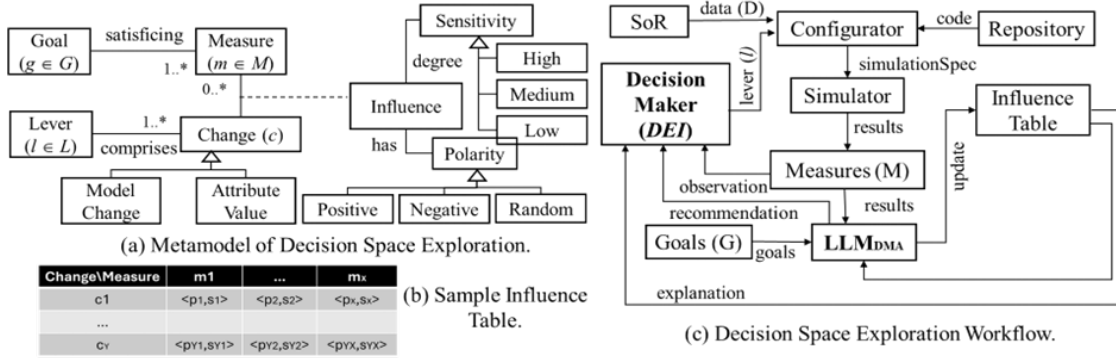 Goal
(g ∈ G)
satisficing
1..*
Measure
(m ∈ M)
0..*
Lever
(l ∈ L)
1..*
comprises
Change (c)
Model
Change
Attribute
Value
Sensitivity
degree
High
Medium
Low
Influence
has
Polarity
Positive
Negative
Random
(a) Metamodel of Decision Space Exploration.
Change\Measure m1 ... mx
c1 <p1,s1> <p2,s2> <px,sx>
...
cY <pY1,sY1> <pY2,sY2> <pYX,sYX>
(b) Sample Influence
Table.
SoR
data (D)
Configurator
code
Repository
lever (l)
simulationSpec
Decision
Maker
(DEI)
Simulator
results
Influence
Table
update
Measures (M)
observation
results
recommendation
Goals (G)
goals
LLMDMA
explanation
(c) Decision Space Exploration Workflow.